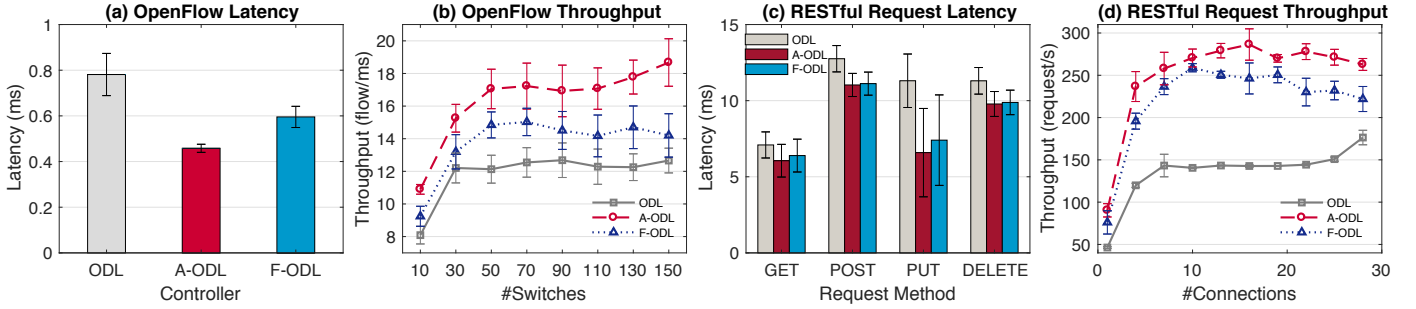 (a) OpenFlow Latency
Latency (ms)
1
0.8
0.6
0.4
0.2
0
ODL A-ODL F-ODL
Controller
(b) OpenFlow Throughput
Throughput (flow/ms)
20
18
16
14
12
10
8
ODL
A-ODL
F-ODL
10 30 50 70 90 110 130 150
#Switches
(c) RESTful Request Latency
Latency (ms)
15
10
5
0
ODL
A-ODL
F-ODL
GET POST PUT DELETE
Request Method
(d) RESTful Request Throughput
Throughput (request/s)
300
250
200
150
100
50
ODL
A-ODL
F-ODL
0 10 20 30
#Connections